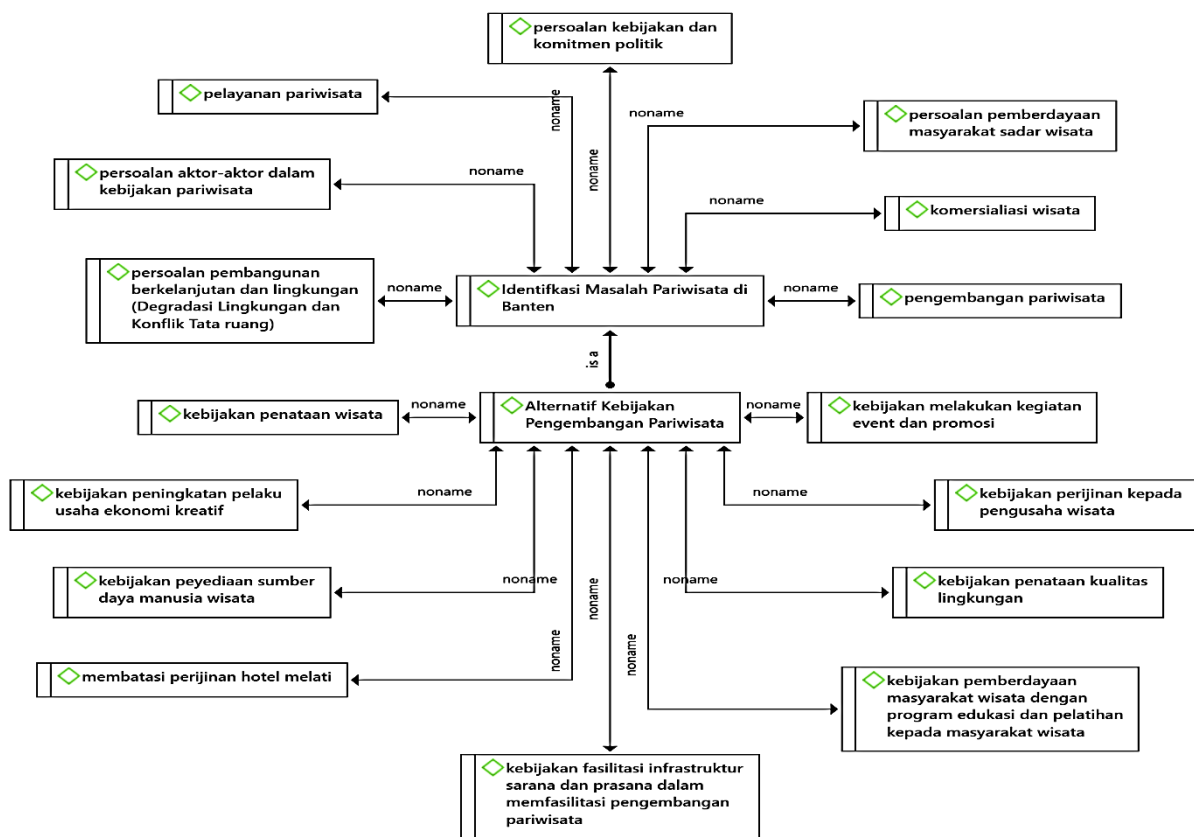 persoalan kebijakan dan
komitmen politik
pelayanan pariwisata
noname
noname
noname
persoalan pemberdayaan
masyarakat sadar wisata
persoalan aktor-aktor dalam
kebijakan pariwisata
noname
noname
komersialiasi wisata
persoalan pembangunan
berkelanjutan dan lingkungan
(Degradasi Lingkungan dan
Konflik Tata ruang)
noname
Identifkasi Masalah Pariwisata di
Banten
noname
pengembangan pariwisata
is a
kebijakan penataan wisata
noname
Alternatif Kebijakan
Pengembangan Pariwisata
noname
kebijakan melakukan kegiatan
event dan promosi
kebijakan peningkatan pelaku
usaha ekonomi kreatif
noname
noname
kebijakan perijinan kepada
pengusaha wisata
kebijakan peyediaan sumber
daya manusia wisata
noname
noname
noname
kebijakan penataan kualitas
lingkungan
membatasi perijinan hotel melati
noname
noname
kebijakan pemberdayaan
masyarakat wisata dengan
program edukasi dan pelatihan
kepada masyarakat wisata
kebijakan fasilitasi infrastruktur
sarana dan prasana dalam
memfasilitasi pengembangan
pariwisata